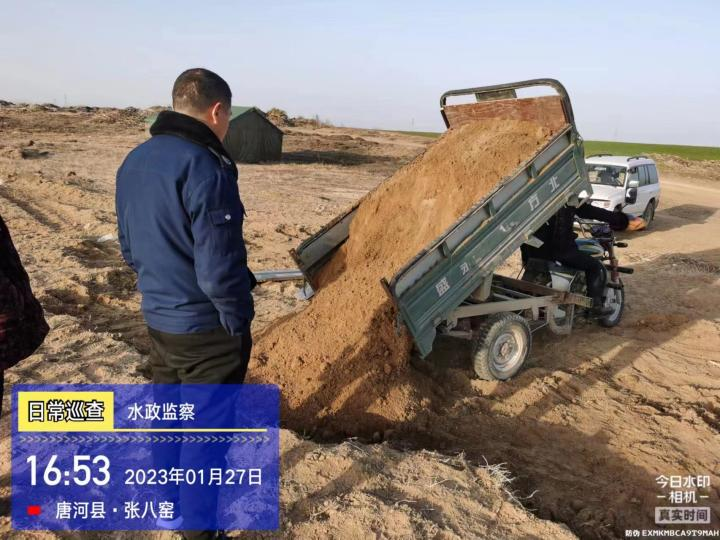 日常巡查
水政监察
16:53
2023年01月27日
唐河县·张八窑
今日水印
相机
真实时间
防伪 EXMKMBCA9T9MAH